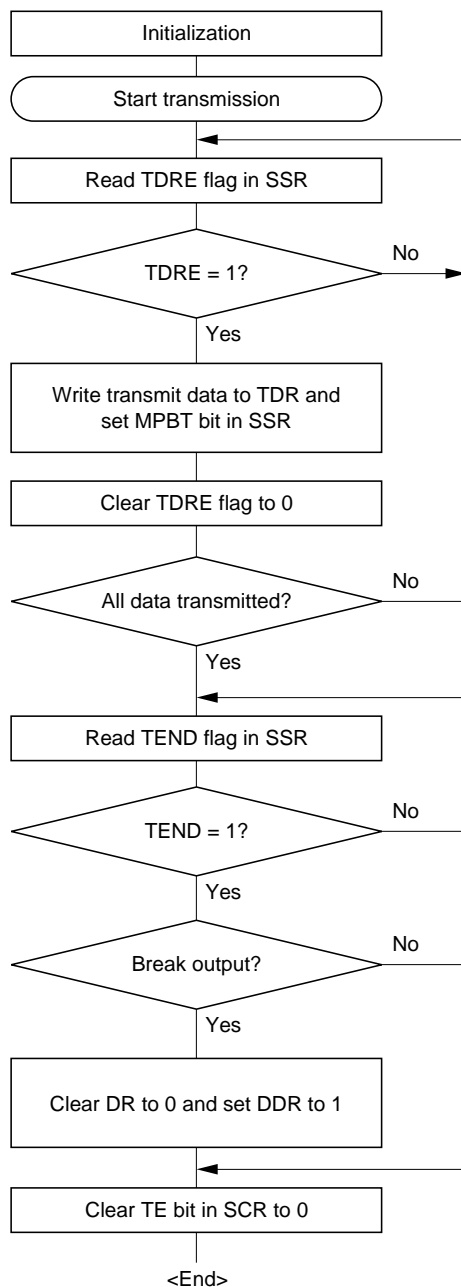 Initialization
Start transmission
Read TDRE flag in SSR
TDRE = 1?
No
Yes
Write transmit data to TDR and
set MPBT bit in SSR
Clear TDRE flag to 0
All data transmitted?
No
Yes
Read TEND flag in SSR
TEND = 1?
No
Yes
Break output?
No
Yes
Clear DR to 0 and set DDR to 1
Clear TE bit in SCR to 0
<End>